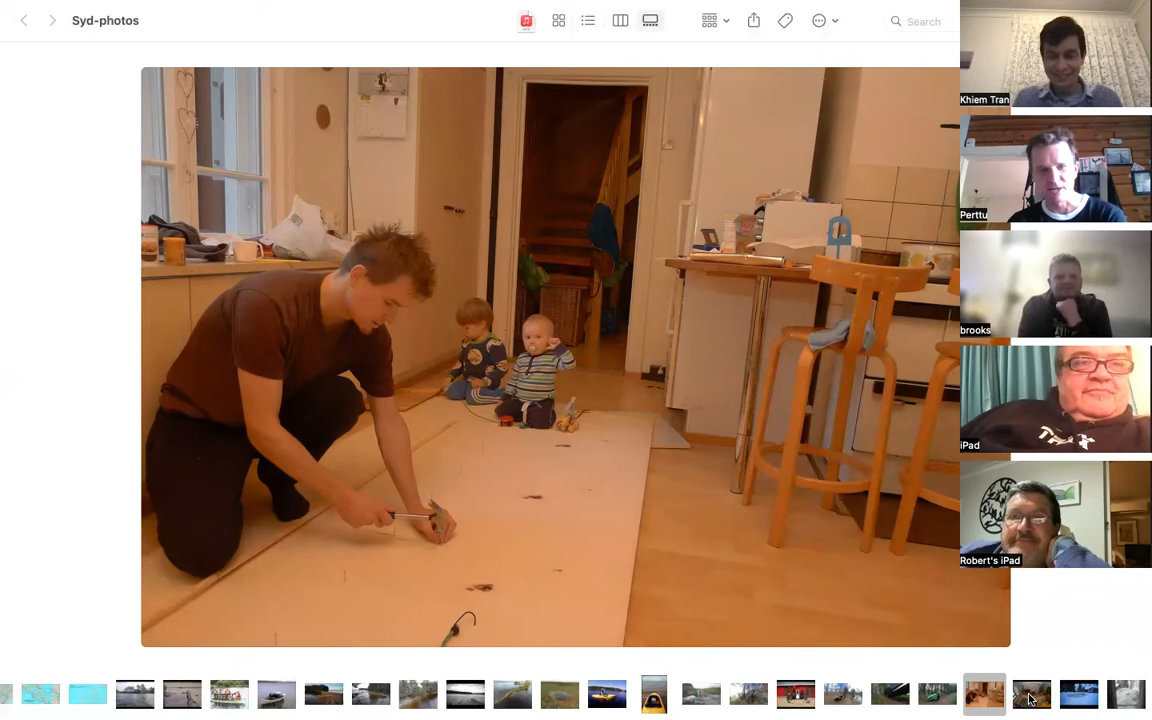 Syd-photos
Search
Khiem Tran
Perttu
brooks
iPad
Robert's iPad